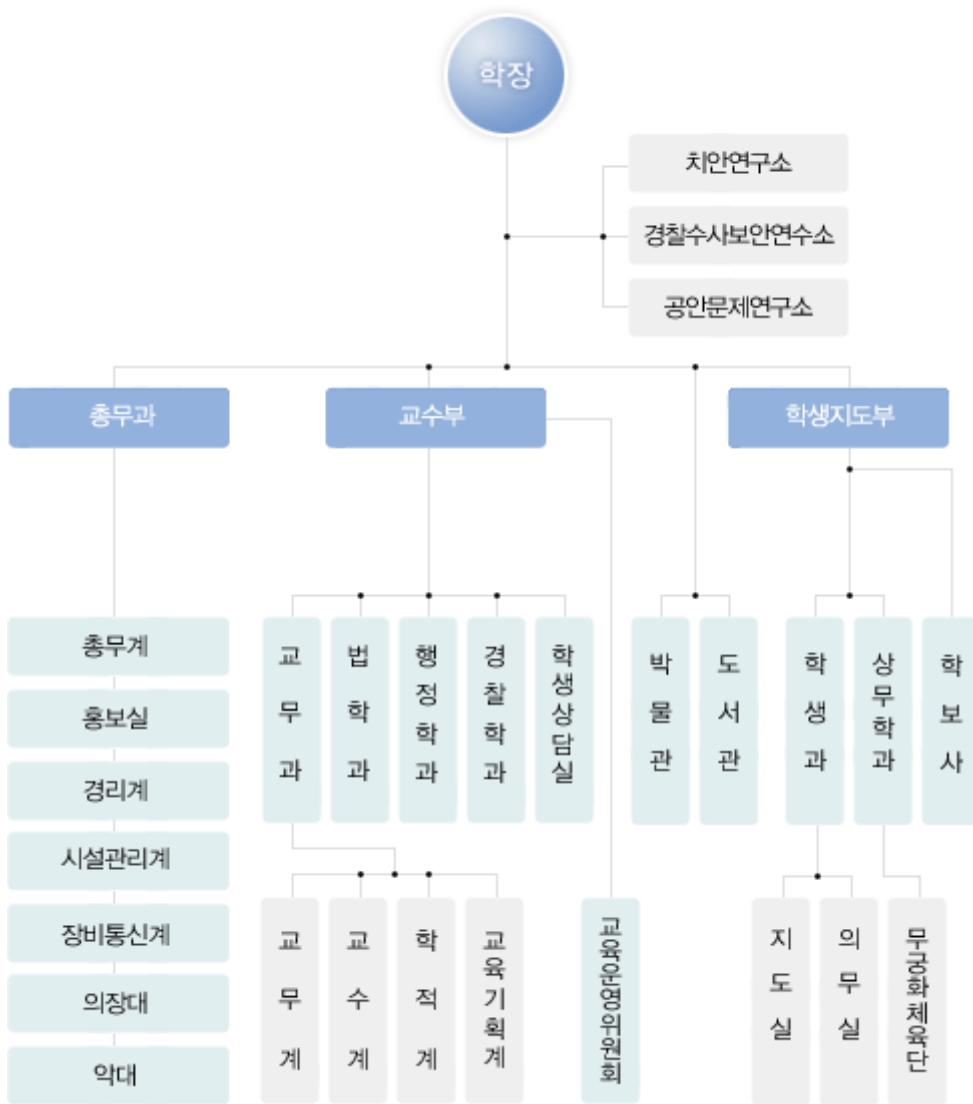 학장
치안연구소
경찰수사보안연수소
공안문제연구소
총무과
교수부
학생지도부
총무계
홍보실
경리계
시설관리계
장비통신계
의장대
악대
교무과
법학과
행정학과
경찰학과
학생상담실
박물관
도서관
학생과
상무학과
학보사
교무계
교수계
학적계
교육기획계
교육운영위원회
지도실
의무실
무궁화체육단